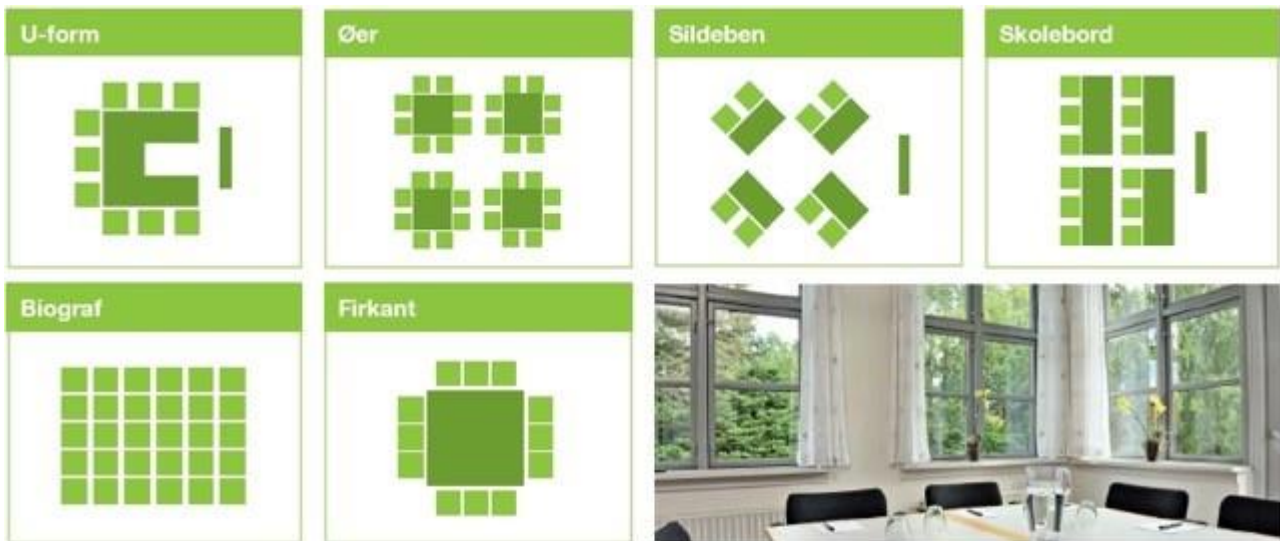 U-form
Øer
Sildeben
Skolebord
Biograf
Firkant